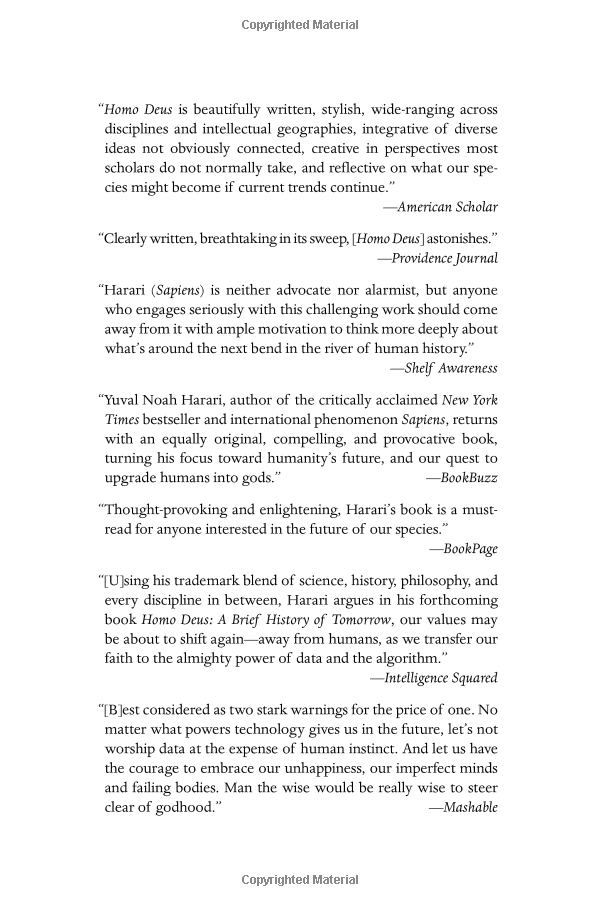 Copyrighted Material
“Homo Deus is beautifully written, stylish, wide-ranging across
disciplines and intellectual geographies, integrative of diverse
ideas not obviously connected, creative in perspectives most
scholars do not normally take, and reflective on what our spe-
cies might become if current trends continue.”
—American Scholar
“Clearly written, breathtaking in its sweep, [Homo Deus] astonishes.”
—Providence Journal
“Harari (Sapiens) is neither advocate nor alarmist, but anyone
who engages seriously with this challenging work should come
away from it with ample motivation to think more deeply about
what’s around the next bend in the river of human history.”
—Shelf Awareness
“Yuval Noah Harari, author of the critically acclaimed New York
Times bestseller and international phenomenon Sapiens, returns
with an equally original, compelling, and provocative book,
turning his focus toward humanity’s future, and our quest to
upgrade humans into gods.” —BookBuzz
“Thought-provoking and enlightening, Harari’s book is a must-
read for anyone interested in the future of our species.”
—BookPage
“[U]sing his trademark blend of science, history, philosophy, and
every discipline in between, Harari argues in his forthcoming
book Homo Deus: A Brief History of Tomorrow, our values may
be about to shift again—away from humans, as we transfer our
faith to the almighty power of data and the algorithm.”
—Intelligence Squared
“[B]est considered as two stark warnings for the price of one. No
matter what powers technology gives us in the future, let’s not
worship data at the expense of human instinct. And let us have
the courage to embrace our unhappiness, our imperfect minds
and failing bodies. Man the wise would be really wise to steer
clear of godhood.” —Mashable
Copyrighted Material